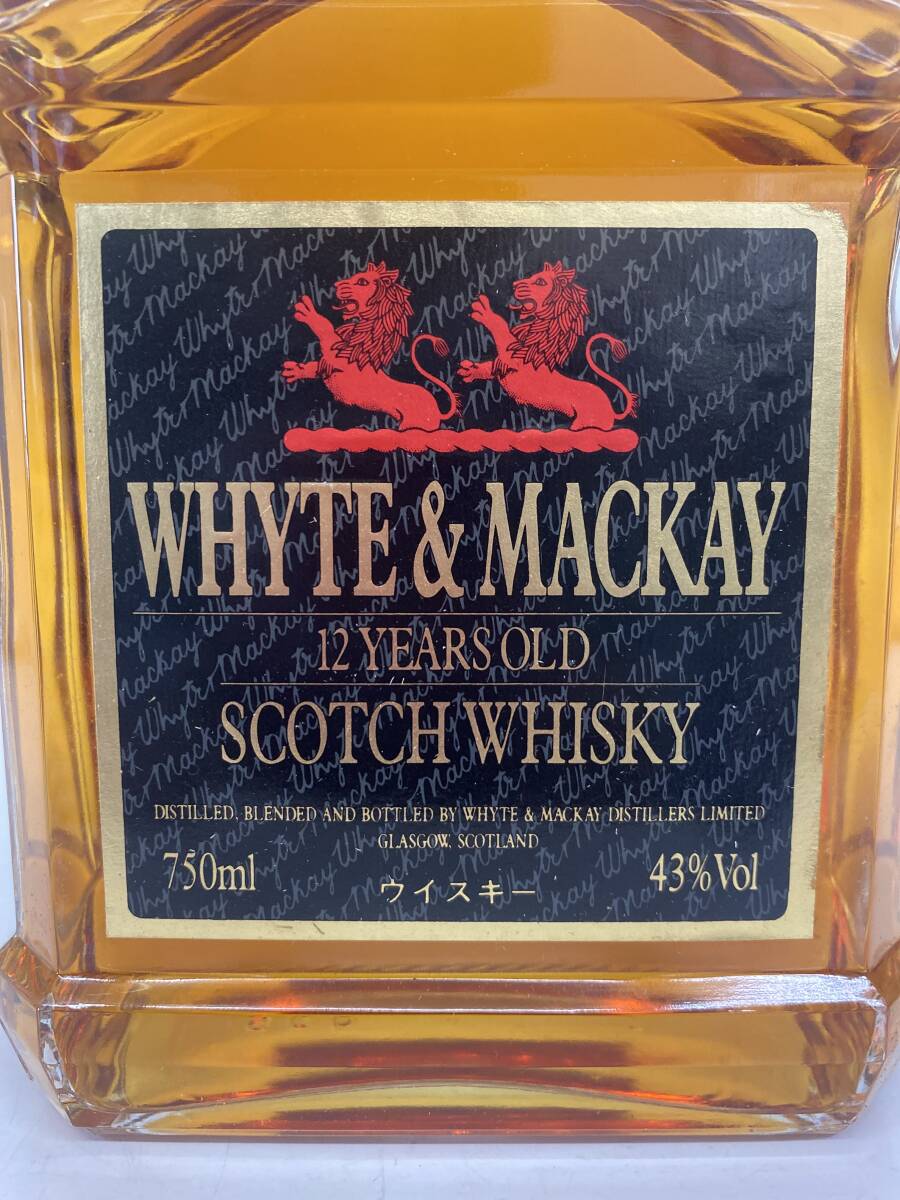 WHYTE & MACKAY
12 YEARS OLD
SCOTCH WHISKY
DISTILLED, BLENDED AND BOTTLED BY WHYTE & MACKAY DISTILLERS LIMITED
GLASGOW, SCOTLAND
750ml ウイスキー 43% Vol